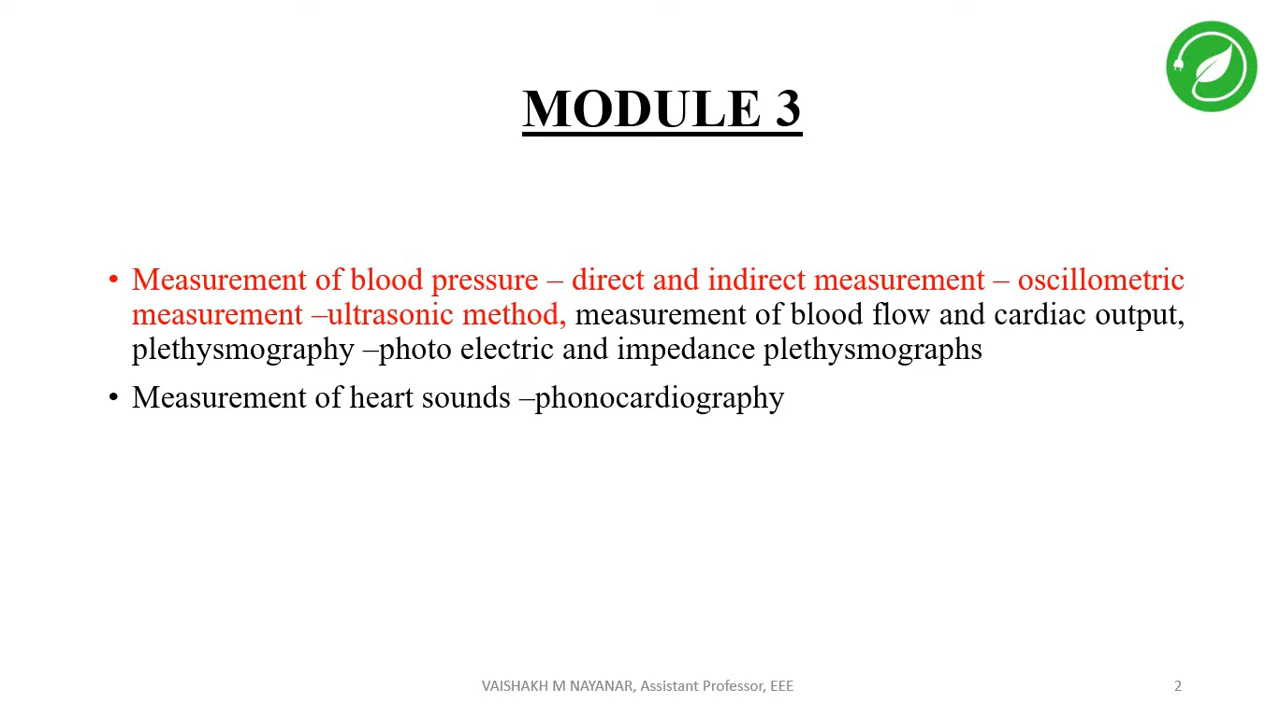 MODULE 3
• Measurement of blood pressure – direct and indirect measurement – oscillometric
measurement –ultrasonic method, measurement of blood flow and cardiac output,
plethysmography –photo electric and impedance plethysmographs
• Measurement of heart sounds –phonocardiography
VAISHAKH M NAYANAR, Assistant Professor, EEE
2